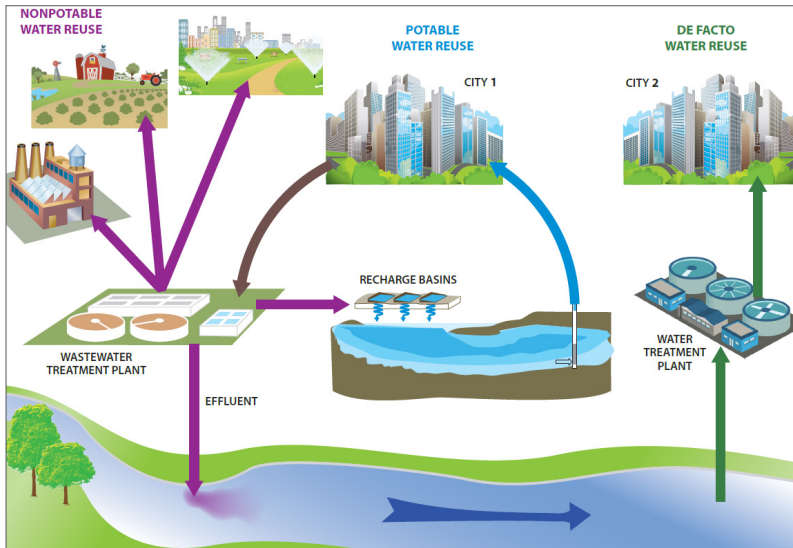 NONPOTABLE
WATER REUSE
POTABLE
WATER REUSE
DE FACTO
WATER REUSE
CITY 1
CITY 2
RECHARGE BASINS
WASTEWATER
TREATMENT PLANT
WATER
TREATMENT
PLANT
EFFLUENT